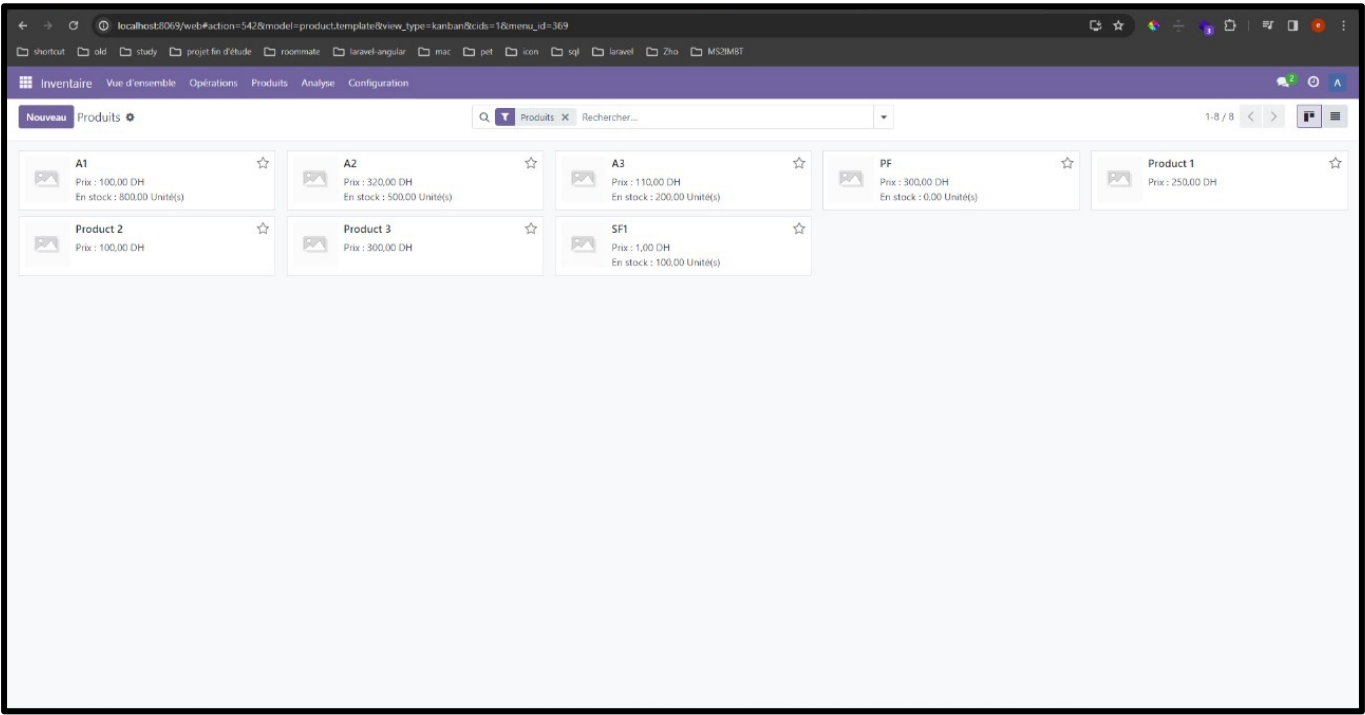 localhost:8069/web#action=542&model=product.template&view_type=kanban&cids=1&menu_id=369
shortcut old study projet fin d'étude roommate laravel-angular mac pet icon sql laravel Zho MS2IMBT
Inventaire Vue d'ensemble Opérations Produits Analyse Configuration 2 A
Nouveau Produits Produits Rechercher... 1-8 / 8
A1 A2 A3 PF Product 1
Prix : 100,00 DH Prix : 320,00 DH Prix : 110,00 DH Prix : 300,00 DH Prix : 250,00 DH
En stock : 800,00 Unité(s) En stock : 500,00 Unité(s) En stock : 200,00 Unité(s) En stock : 0,00 Unité(s)
Product 2 Product 3 SF1
Prix : 100,00 DH Prix : 300,00 DH Prix : 1,00 DH
En stock : 100,00 Unité(s)